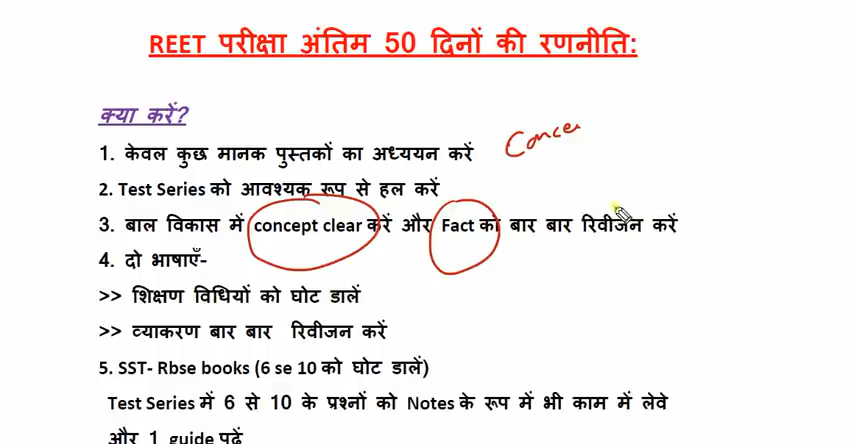 REET परीक्षा अंतिम 50 दिनों की रणनीति:
क्या करें?
1. केवल कुछ मानक पुस्तकों का अध्ययन करें
Conce
2. Test Series को आवश्यक रूप से हल करें
3. बाल विकास में concept clear करें और Fact को बार बार रिवीजन करें
4. दो भाषाएँ-
>> शिक्षण विधियों को घोट डालें
>> व्याकरण बार बार रिवीजन करें
5. SST- Rbse books (6 se 10 को घोट डालें)
Test Series में 6 से 10 के प्रश्नों को Notes के रूप में भी काम में लेवे
और 1 guide पढ़ें